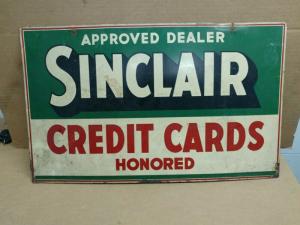 APPROVED DEALER
SINCLAIR
CREDIT CARDS
HONORED